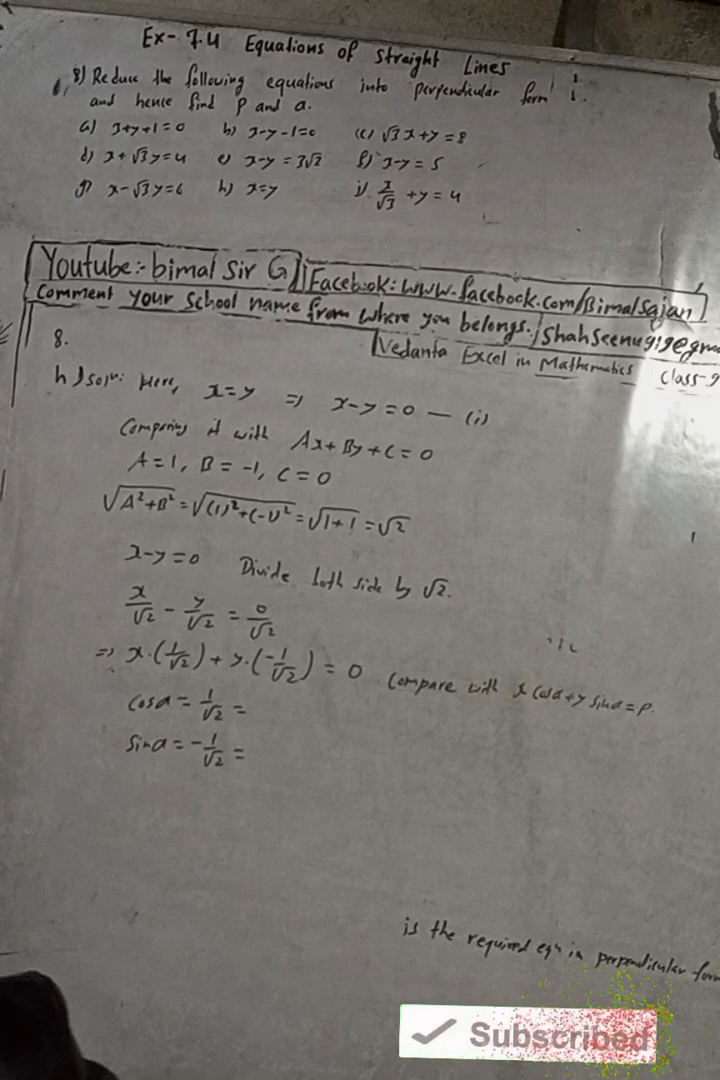 Ex- 7.4 Equations of Straight Lines
8) Reduce the following equations into perpendicular form
and hence find P and α.
a) x+y+1=0 b) x-y-1=0 (c) √3x+y=8
d) x+√3y=4 e) x-y=3√2 f) x-y=5
g) x-√3y=6 h) x=y i) x/√3 +y=4
Youtube:- bimal Sir G Facebook: www.facebook.com/BimalSajan
Comment your School name from where you belongs.
Vedanta Excel in Mathematics Class-9
8.
h) Solⁿ: Here, x=y => x-y=0 — (i)
Comparing it with Ax+By+C=0
A=1, B=-1, C=0
√A²+B² = √(1)²+(-1)² = √1+1 = √2
x-y=0 Divide both side by √2.
x/√2 - y/√2 = 0/√2
=> x.(1/√2) + y.(-1/√2) = 0 Compare with x cosα+y sinα=p.
cosα = 1/√2 =
sinα = -1/√2 =
is the required eqⁿ in perpendicular form
Subscribed